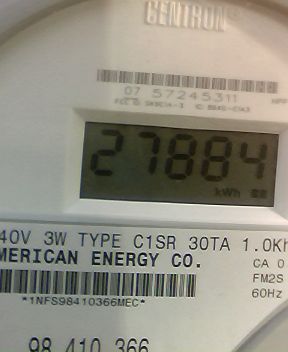 CENTRON®
07 57245311
27884
kWh
40V 3W TYPE C1SR 30TA 1.0Kh
MERICAN ENERGY CO.
CA 0
FM2S
60Hz
*1NFS98410366MEC*
98 410 366